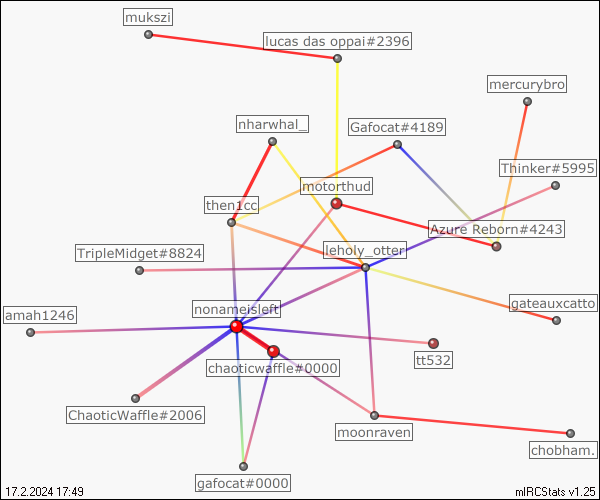 mukszi
lucas das oppai#2396
mercurybro
nharwhal_
Gafocat#4189
Thinker#5995
motorthud
then1cc
Azure Reborn#4243
TripleMidget#8824
leholy_otter
amah1246
nonameisleft
gateauxcatto
chaoticwaffle#0000
tt532
ChaoticWaffle#2006
moonraven
chobham.
gafocat#0000
17.2.2024 17:49
mIRCStats v1.25